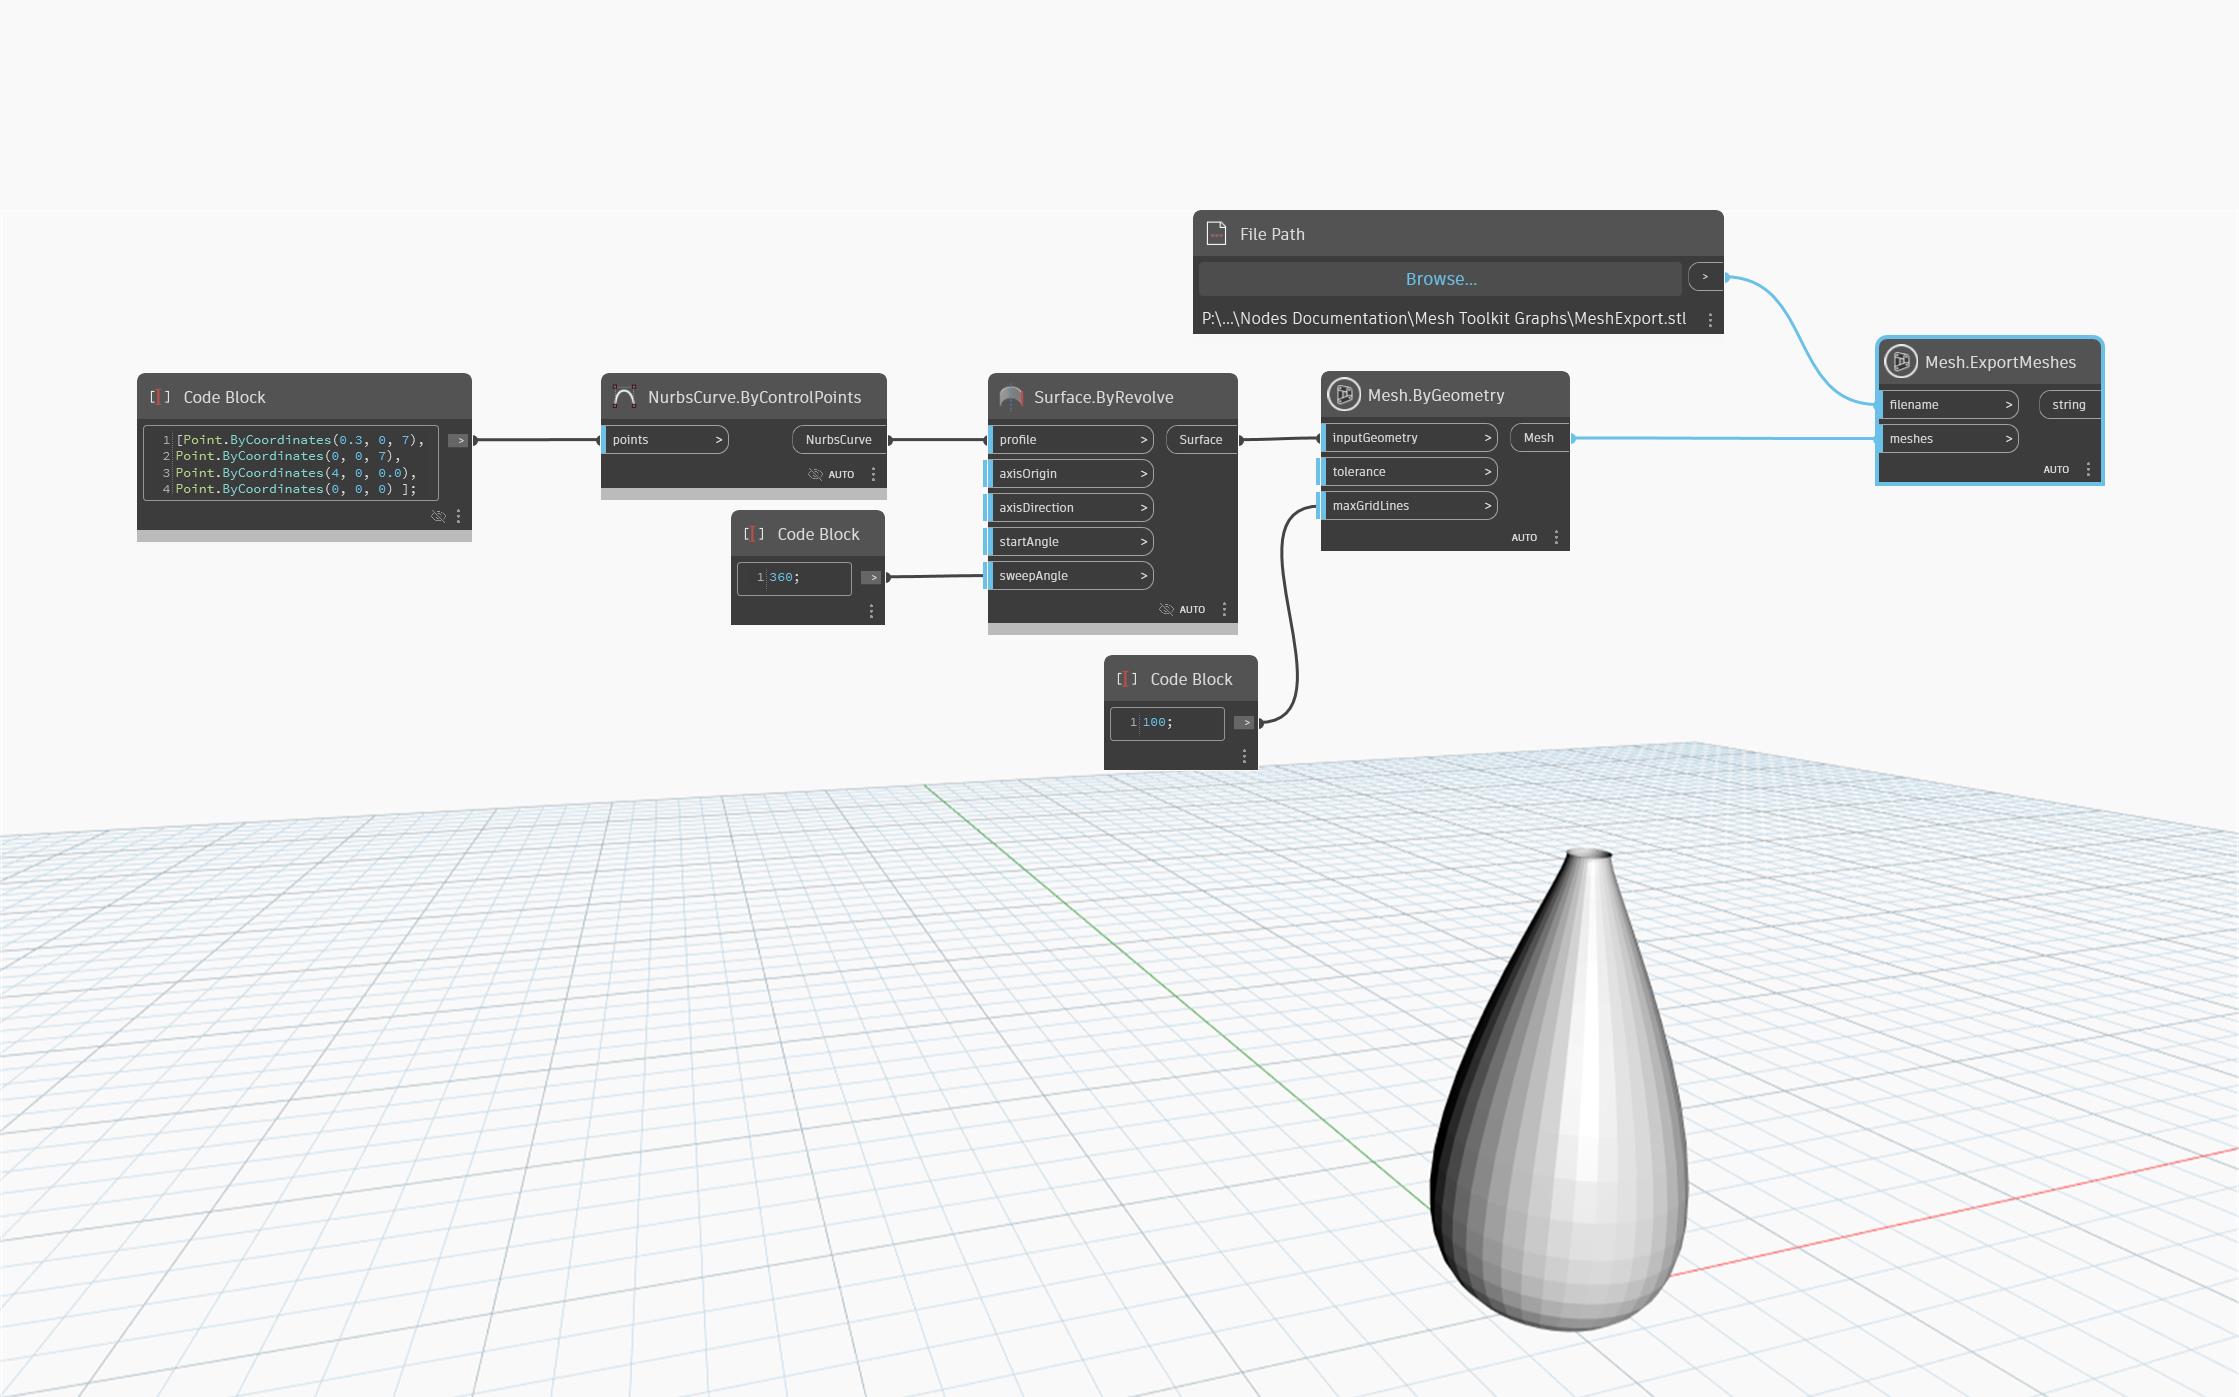 File Path
Browse...
>
P:\...\Nodes Documentation\Mesh Toolkit Graphs\MeshExport.stl
Mesh.ExportMeshes
filename >
string
meshes >
AUTO
[I] Code Block
1 [Point.ByCoordinates(0.3, 0, 7),
2 Point.ByCoordinates(0, 0, 7),
3 Point.ByCoordinates(4, 0, 0.0),
4 Point.ByCoordinates(0, 0, 0) ];
>
NurbsCurve.ByControlPoints
points >
NurbsCurve
AUTO
[I] Code Block
1 360;
>
Surface.ByRevolve
profile >
Surface
axisOrigin >
axisDirection >
startAngle >
sweepAngle >
AUTO
Mesh.ByGeometry
inputGeometry >
Mesh
tolerance >
maxGridLines >
AUTO
[I] Code Block
1 100;
>